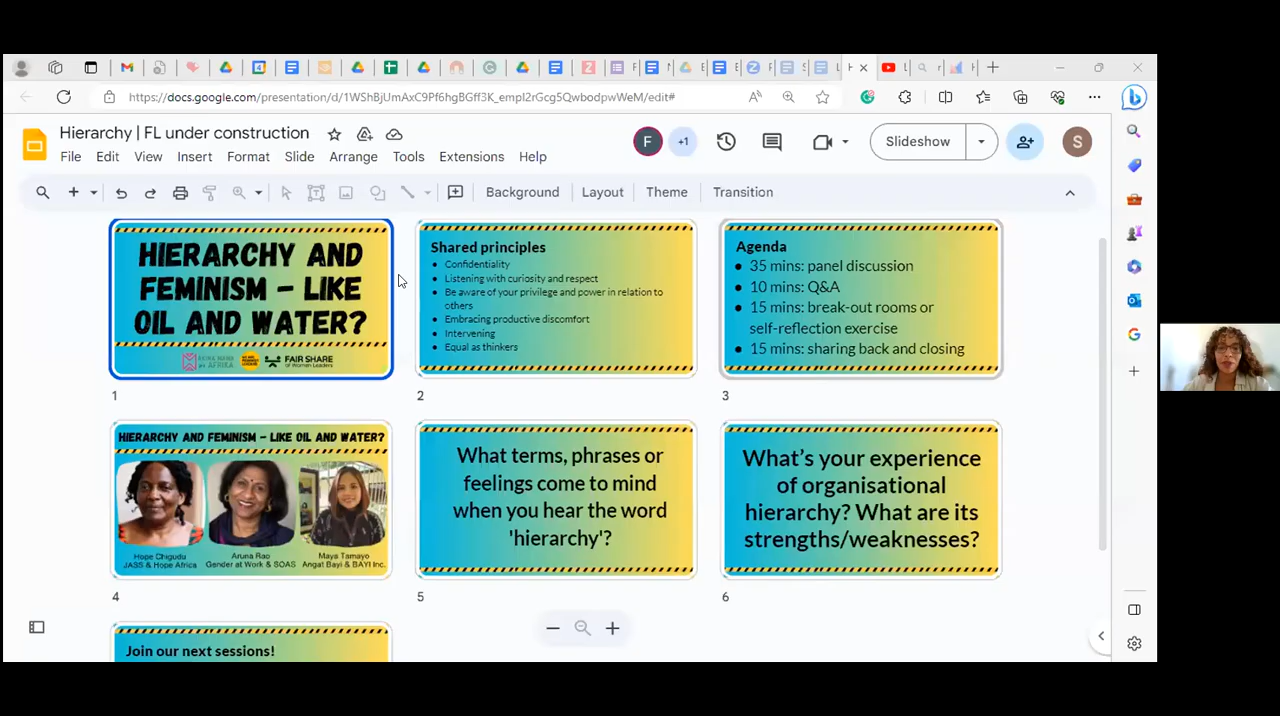 https://docs.google.com/presentation/d/1WShBjUmAxC9Pf6hgBGff3K_empI2rGcg5QwbodpwWeM/edit#
Hierarchy | FL under construction
F
+1
Slideshow
S
File Edit View Insert Format Slide Arrange Tools Extensions Help
Background Layout Theme Transition
HIERARCHY AND
FEMINISM – LIKE
OIL AND WATER?
FAIR SHARE
of Women Leaders
1
Shared principles
Confidentiality
Listening with curiosity and respect
Be aware of your privilege and power in relation to
others
Embracing productive discomfort
Intervening
Equal as thinkers
2
Agenda
35 mins: panel discussion
10 mins: Q&A
15 mins: break-out rooms or
self-reflection exercise
15 mins: sharing back and closing
3
HIERARCHY AND FEMINISM – LIKE OIL AND WATER?
Hope Chigudu
JASS & Hope Africa
Aruna Rao
Gender at Work & SOAS
Maya Tamayo
Angat Bayi & BAYI Inc.
4
What terms, phrases or
feelings come to mind
when you hear the word
'hierarchy'?
5
What's your experience
of organisational
hierarchy? What are its
strengths/weaknesses?
6
Join our next sessions!